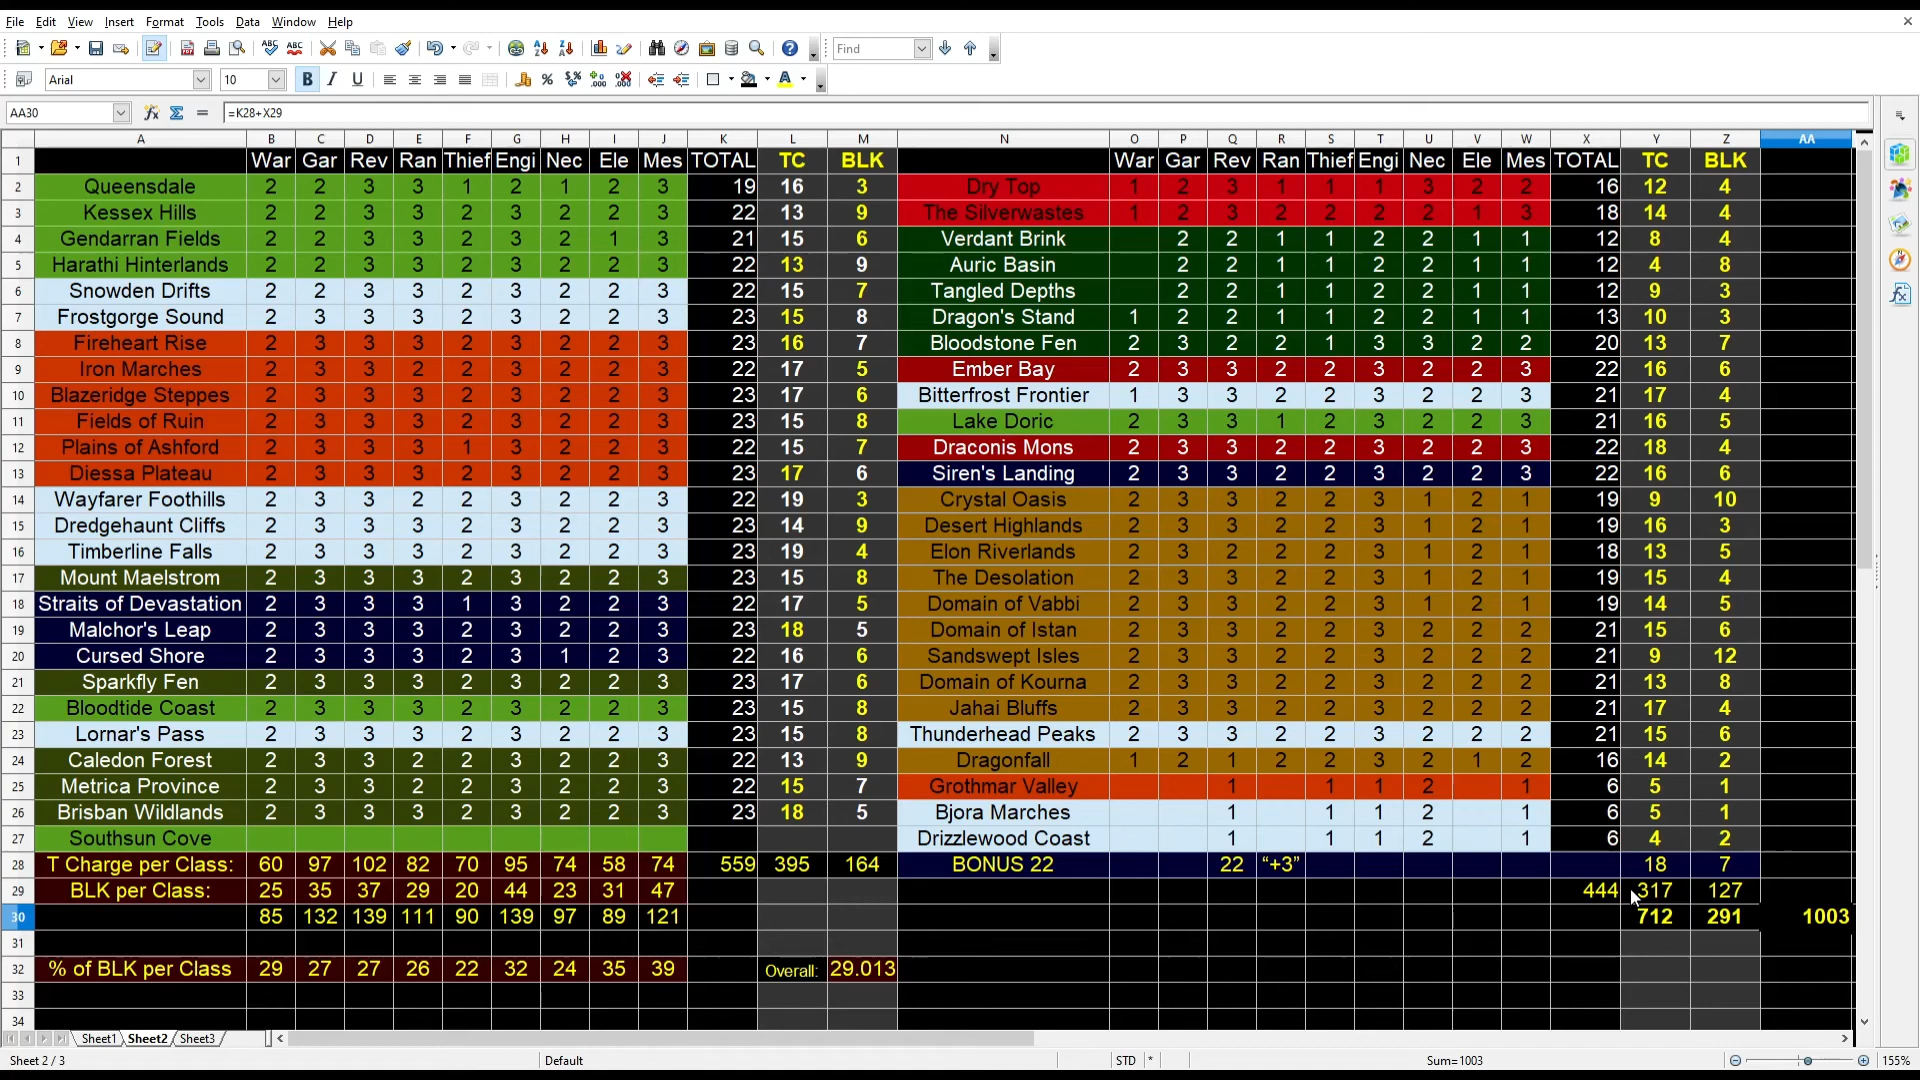 File Edit View Insert Format Tools Data Window Help
Find
Arial 10
AA30 =K28+X29
A B C D E F G H I J K L M N O P Q R S T U V W X Y Z AA
1 War Gar Rev Ran Thief Engi Nec Ele Mes TOTAL TC BLK War Gar Rev Ran Thief Engi Nec Ele Mes TOTAL TC BLK
2 Queensdale 2 2 3 3 1 2 1 2 3 19 16 3 Dry Top 1 2 3 1 1 1 3 2 2 16 12 4
3 Kessex Hills 2 2 3 3 2 3 2 2 3 22 13 9 The Silverwastes 1 2 3 2 2 2 2 1 3 18 14 4
4 Gendarran Fields 2 2 3 3 2 3 2 1 3 21 15 6 Verdant Brink 2 2 1 1 2 2 1 1 12 8 4
5 Harathi Hinterlands 2 2 3 3 2 3 2 2 3 22 13 9 Auric Basin 2 2 1 1 2 2 1 1 12 4 8
6 Snowden Drifts 2 2 3 3 2 3 2 2 3 22 15 7 Tangled Depths 2 2 1 1 2 2 1 1 12 9 3
7 Frostgorge Sound 2 3 3 3 2 3 2 2 3 23 15 8 Dragon's Stand 1 2 2 1 1 2 2 1 1 13 10 3
8 Fireheart Rise 2 3 3 3 2 3 2 2 3 23 16 7 Bloodstone Fen 2 3 2 2 1 3 3 2 2 20 13 7
9 Iron Marches 2 3 3 2 2 3 2 2 3 22 17 5 Ember Bay 2 3 3 2 2 3 2 2 3 22 16 6
10 Blazeridge Steppes 2 3 3 3 2 3 2 2 3 23 17 6 Bitterfrost Frontier 1 3 3 2 2 3 2 2 3 21 17 4
11 Fields of Ruin 2 3 3 3 2 3 2 2 3 23 15 8 Lake Doric 2 3 3 1 2 3 2 2 3 21 16 5
12 Plains of Ashford 2 3 3 3 1 3 2 2 3 22 15 7 Draconis Mons 2 3 3 2 2 3 2 2 3 22 18 4
13 Diessa Plateau 2 3 3 3 2 3 2 2 3 23 17 6 Siren's Landing 2 3 3 2 2 3 2 2 3 22 16 6
14 Wayfarer Foothills 2 3 3 2 2 3 2 2 3 22 19 3 Crystal Oasis 2 3 3 2 2 3 1 2 1 19 9 10
15 Dredgehaunt Cliffs 2 3 3 3 2 3 2 2 3 23 14 9 Desert Highlands 2 3 3 2 2 3 1 2 1 19 16 3
16 Timberline Falls 2 3 3 3 2 3 2 2 3 23 19 4 Elon Riverlands 2 3 2 2 2 3 1 2 1 18 13 5
17 Mount Maelstrom 2 3 3 3 2 3 2 2 3 23 15 8 The Desolation 2 3 3 2 2 3 1 2 1 19 15 4
18 Straits of Devastation 2 3 3 3 1 3 2 2 3 22 17 5 Domain of Vabbi 2 3 3 2 2 3 1 2 1 19 14 5
19 Malchor's Leap 2 3 3 3 2 3 2 2 3 23 18 5 Domain of Istan 2 3 3 2 2 3 2 2 2 21 15 6
20 Cursed Shore 2 3 3 3 2 3 1 2 3 22 16 6 Sandswept Isles 2 3 3 2 2 3 2 2 2 21 9 12
21 Sparkfly Fen 2 3 3 3 2 3 2 2 3 23 17 6 Domain of Kourna 2 3 3 2 2 3 2 2 2 21 13 8
22 Bloodtide Coast 2 3 3 3 2 3 2 2 3 23 15 8 Jahai Bluffs 2 3 3 2 2 3 2 2 2 21 17 4
23 Lornar's Pass 2 3 3 3 2 3 2 2 3 23 15 8 Thunderhead Peaks 2 3 3 2 2 3 2 2 2 21 15 6
24 Caledon Forest 2 3 3 2 2 3 2 2 3 22 13 9 Dragonfall 1 2 1 2 2 3 2 1 2 16 14 2
25 Metrica Province 2 3 2 3 2 3 2 2 3 22 15 7 Grothmar Valley 1 1 1 2 1 6 5 1
26 Brisban Wildlands 2 3 3 3 2 3 2 2 3 23 18 5 Bjora Marches 1 1 1 2 1 6 5 1
27 Southsun Cove Drizzlewood Coast 1 1 1 2 1 6 4 2
28 T Charge per Class: 60 97 102 82 70 95 74 58 74 559 395 164 BONUS 22 22 “+3” 18 7
29 BLK per Class: 25 35 37 29 20 44 23 31 47 444 317 127
30 85 132 139 111 90 139 97 89 121 712 291 1003
31
32 % of BLK per Class 29 27 27 26 22 32 24 35 39 Overall: 29.013
33
34
Sheet1 Sheet2 Sheet3
Sheet 2 / 3 Default STD * Sum=1003 155%